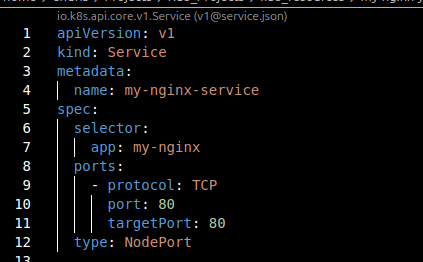 io.k8s.api.core.v1.Service (v1@service.json)
1 apiVersion: v1
2 kind: Service
3 metadata:
4 name: my-nginx-service
5 spec:
6 selector:
7 app: my-nginx
8 ports:
9 - protocol: TCP
10 port: 80
11 targetPort: 80
12 type: NodePort
13